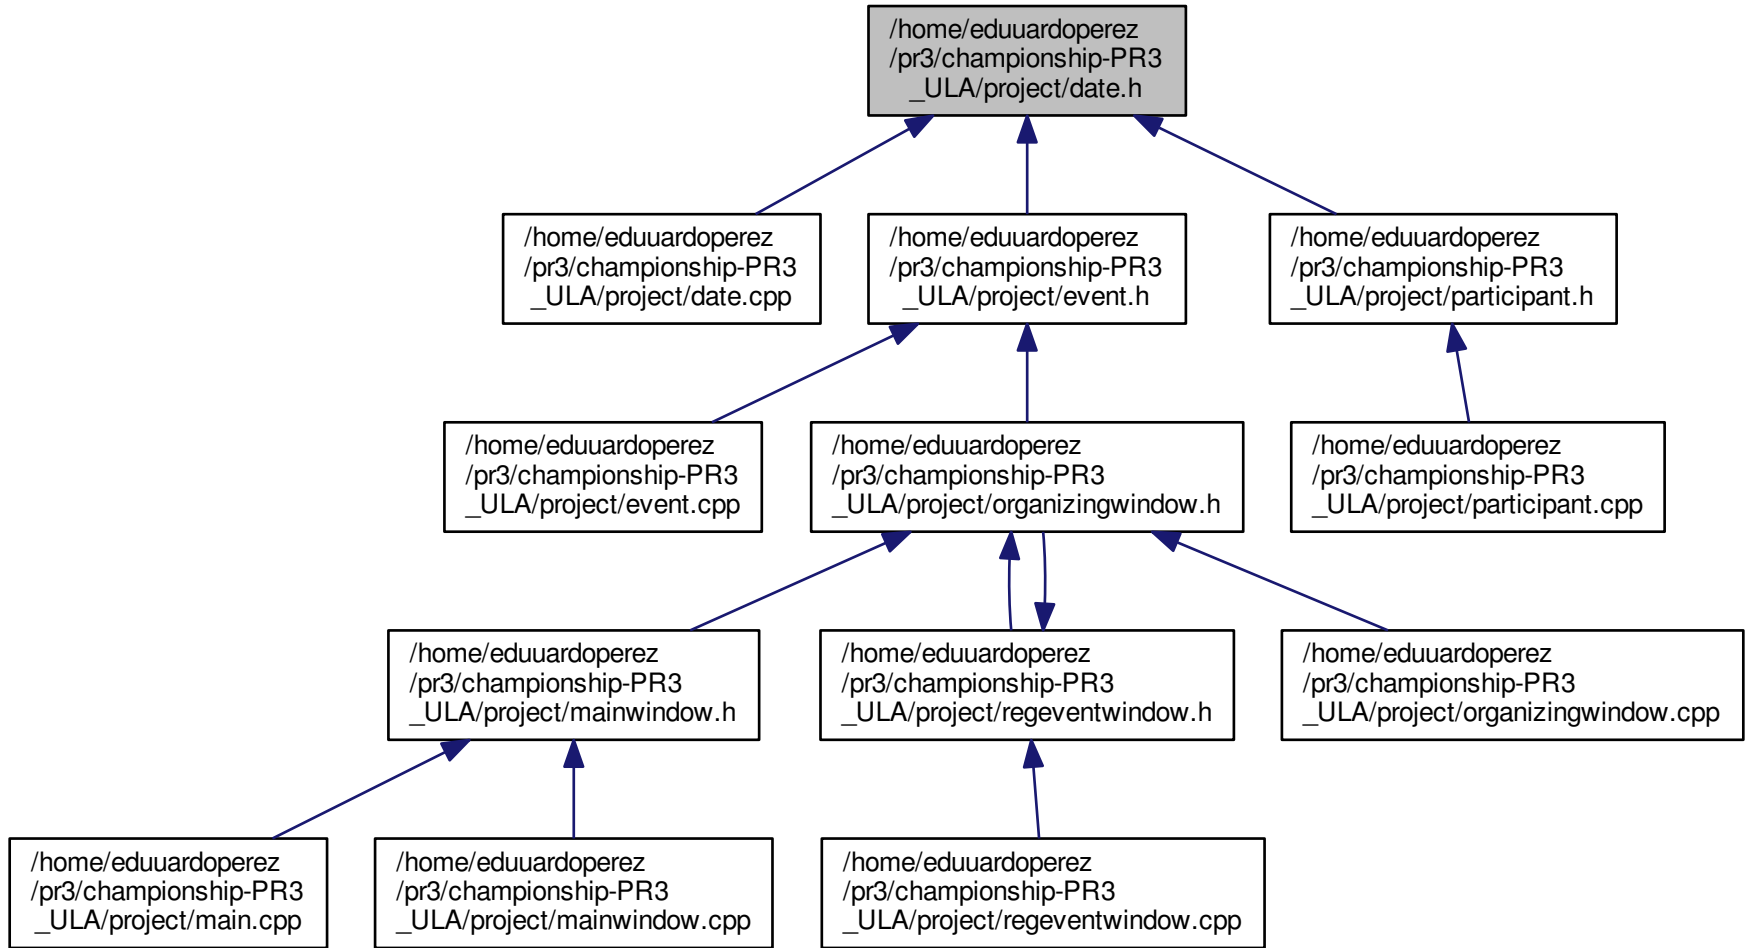 /home/eduuardoperez
/pr3/championship-PR3
_ULA/project/date.h
/home/eduuardoperez
/pr3/championship-PR3
_ULA/project/date.cpp
/home/eduuardoperez
/pr3/championship-PR3
_ULA/project/event.h
/home/eduuardoperez
/pr3/championship-PR3
_ULA/project/participant.h
/home/eduuardoperez
/pr3/championship-PR3
_ULA/project/event.cpp
/home/eduuardoperez
/pr3/championship-PR3
_ULA/project/organizingwindow.h
/home/eduuardoperez
/pr3/championship-PR3
_ULA/project/participant.cpp
/home/eduuardoperez
/pr3/championship-PR3
_ULA/project/mainwindow.h
/home/eduuardoperez
/pr3/championship-PR3
_ULA/project/regeventwindow.h
/home/eduuardoperez
/pr3/championship-PR3
_ULA/project/organizingwindow.cpp
/home/eduuardoperez
/pr3/championship-PR3
_ULA/project/main.cpp
/home/eduuardoperez
/pr3/championship-PR3
_ULA/project/mainwindow.cpp
/home/eduuardoperez
/pr3/championship-PR3
_ULA/project/regeventwindow.cpp